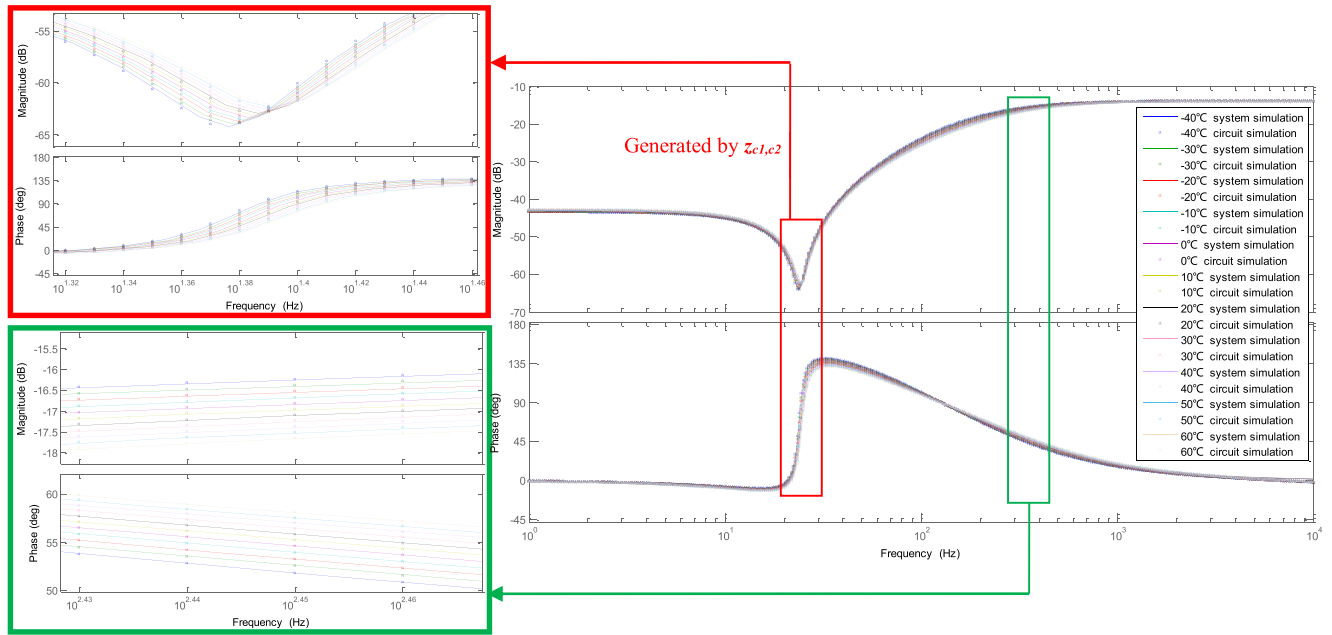 -55
-60
-65
Magnitude (dB)
180
135
90
45
0
-45
Phase (deg)
10^1.32
10^1.34
10^1.36
10^1.38
10^1.4
10^1.42
10^1.44
10^1.46
Frequency (Hz)
-15.5
-16
-16.5
-17
-17.5
-18
Magnitude (dB)
60
55
50
Phase (deg)
10^2.43
10^2.44
10^2.45
10^2.46
Frequency (Hz)
-10
-20
-30
-40
-50
-60
-70
Magnitude (dB)
Generated by z_c1,c2
180
135
90
45
0
-45
Phase (deg)
10^0
10^1
10^2
10^3
10^4
Frequency (Hz)
-40℃ system simulation
-40℃ circuit simulation
-30℃ system simulation
-30℃ circuit simulation
-20℃ system simulation
-20℃ circuit simulation
-10℃ system simulation
-10℃ circuit simulation
0℃ system simulation
0℃ circuit simulation
10℃ system simulation
10℃ circuit simulation
20℃ system simulation
20℃ circuit simulation
30℃ system simulation
30℃ circuit simulation
40℃ system simulation
40℃ circuit simulation
50℃ system simulation
50℃ circuit simulation
60℃ system simulation
60℃ circuit simulation